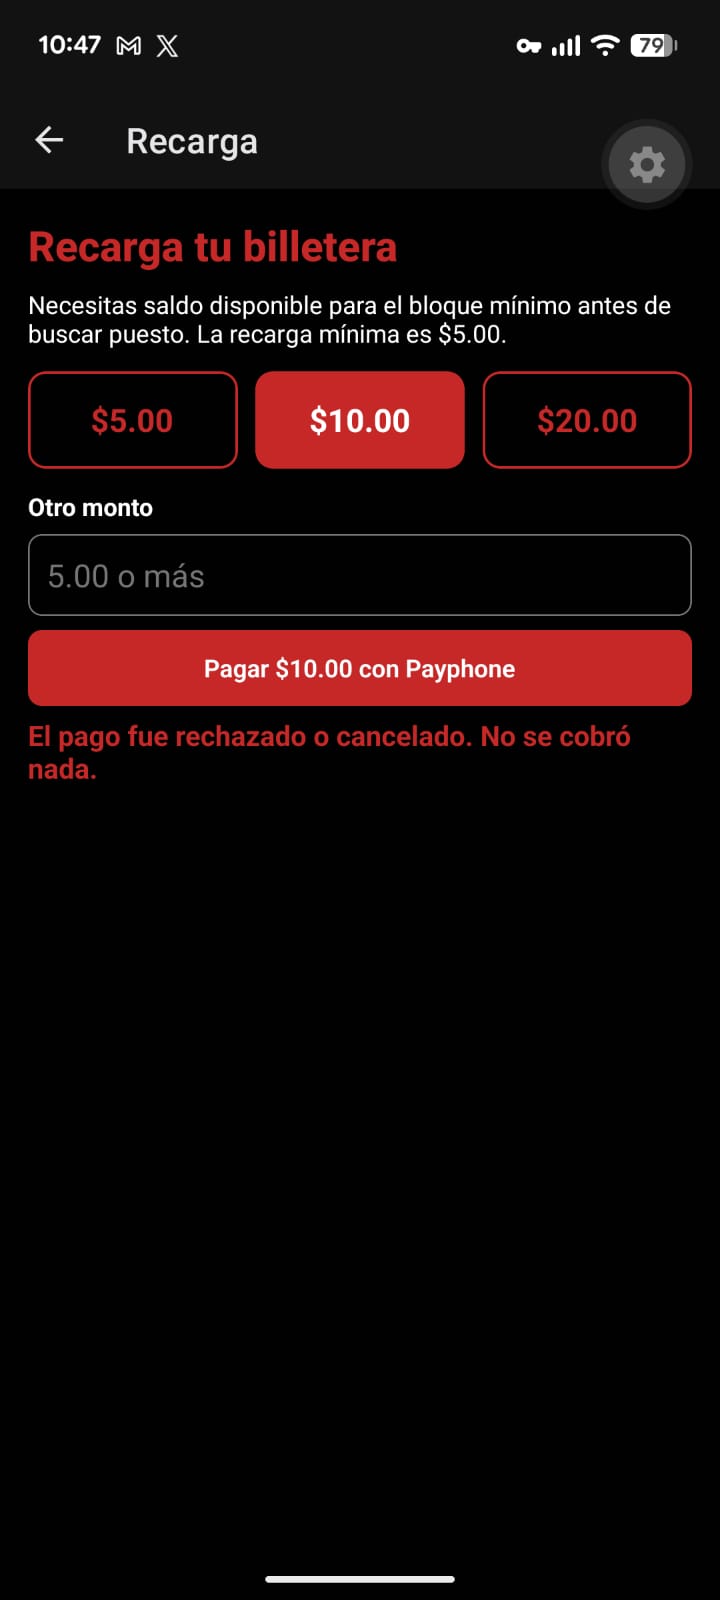 10:47
79
Recarga
Recarga tu billetera
Necesitas saldo disponible para el bloque mínimo antes de
buscar puesto. La recarga mínima es $5.00.
$5.00
$10.00
$20.00
Otro monto
5.00 o más
Pagar $10.00 con Payphone
El pago fue rechazado o cancelado. No se cobró
nada.